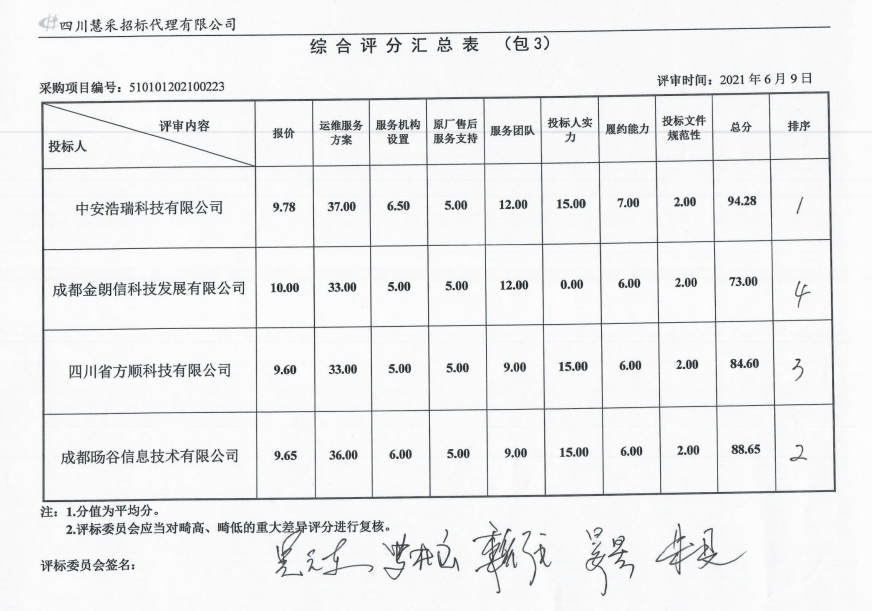 四川慧采招标代理有限公司
综合评分汇总表 （包3）
采购项目编号：510101202100223 评审时间：2021年6月9日
评审内容 投标人 报价 运维服务方案 服务机构设置 原厂售后服务支持 服务团队 投标人实力 履约能力 投标文件规范性 总分 排序
中安浩瑞科技有限公司 9.78 37.00 6.50 5.00 12.00 15.00 7.00 2.00 94.28 1
成都金朗信科技发展有限公司 10.00 33.00 5.00 5.00 12.00 0.00 6.00 2.00 73.00 4
四川省方顺科技有限公司 9.60 33.00 5.00 5.00 9.00 15.00 6.00 2.00 84.60 3
成都旸谷信息技术有限公司 9.65 36.00 6.00 5.00 9.00 15.00 6.00 2.00 88.65 2
注：1.分值为平均分。
2.评标委员会应当对畸高、畸低的重大差异评分进行复核。
评标委员会签名：